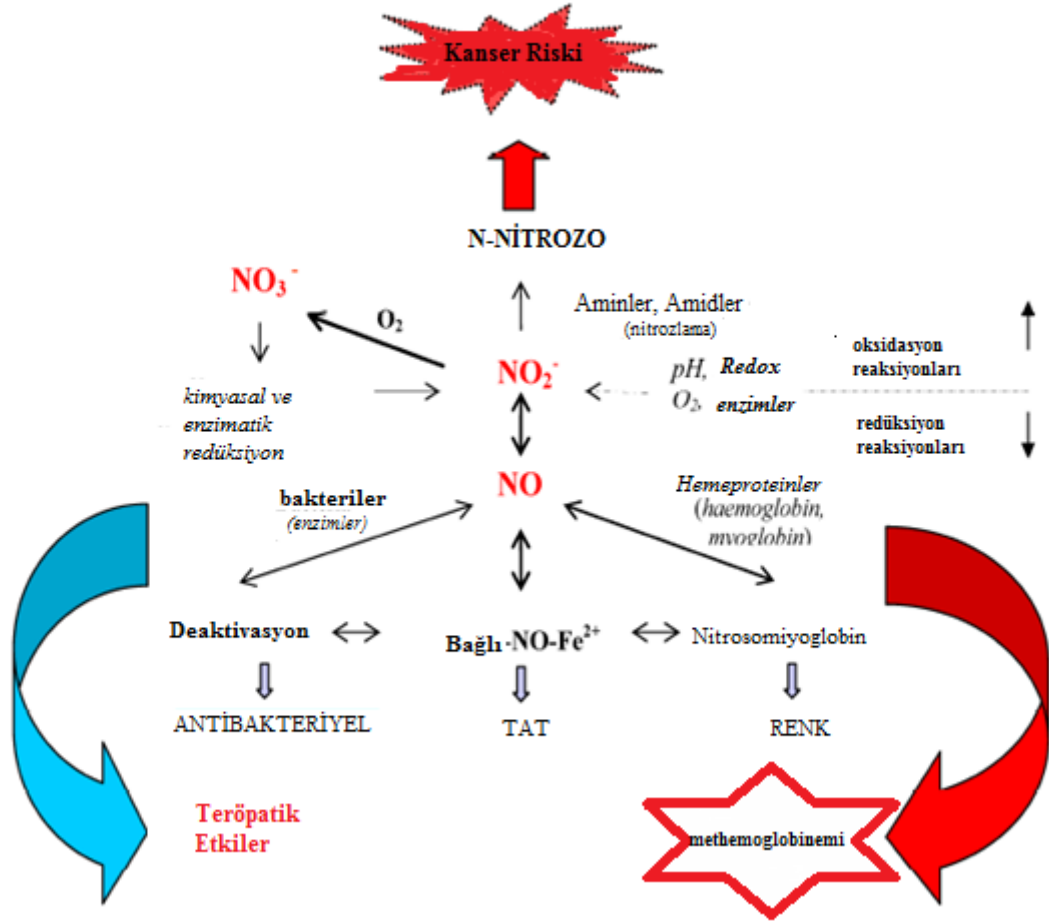 Kanser Riski
N-NİTROZO
NO₃⁻
O₂
Aminler, Amidler
(nitrozlama)
oksidasyon
reaksiyonları
NO₂⁻
pH, Redox
O₂, enzimler
kimyasal ve
enzimatik
redüksiyon
redüksiyon
reaksiyonları
NO
bakteriler
(enzimler)
Hemeproteinler
(haemoglobin,
myoglobin)
Deaktivasyon
Bağlı-NO-Fe²⁺
Nitrosomiyoglobin
ANTİBAKTERİYEL
TAT
RENK
Teröpatik
Etkiler
methemoglobinemi